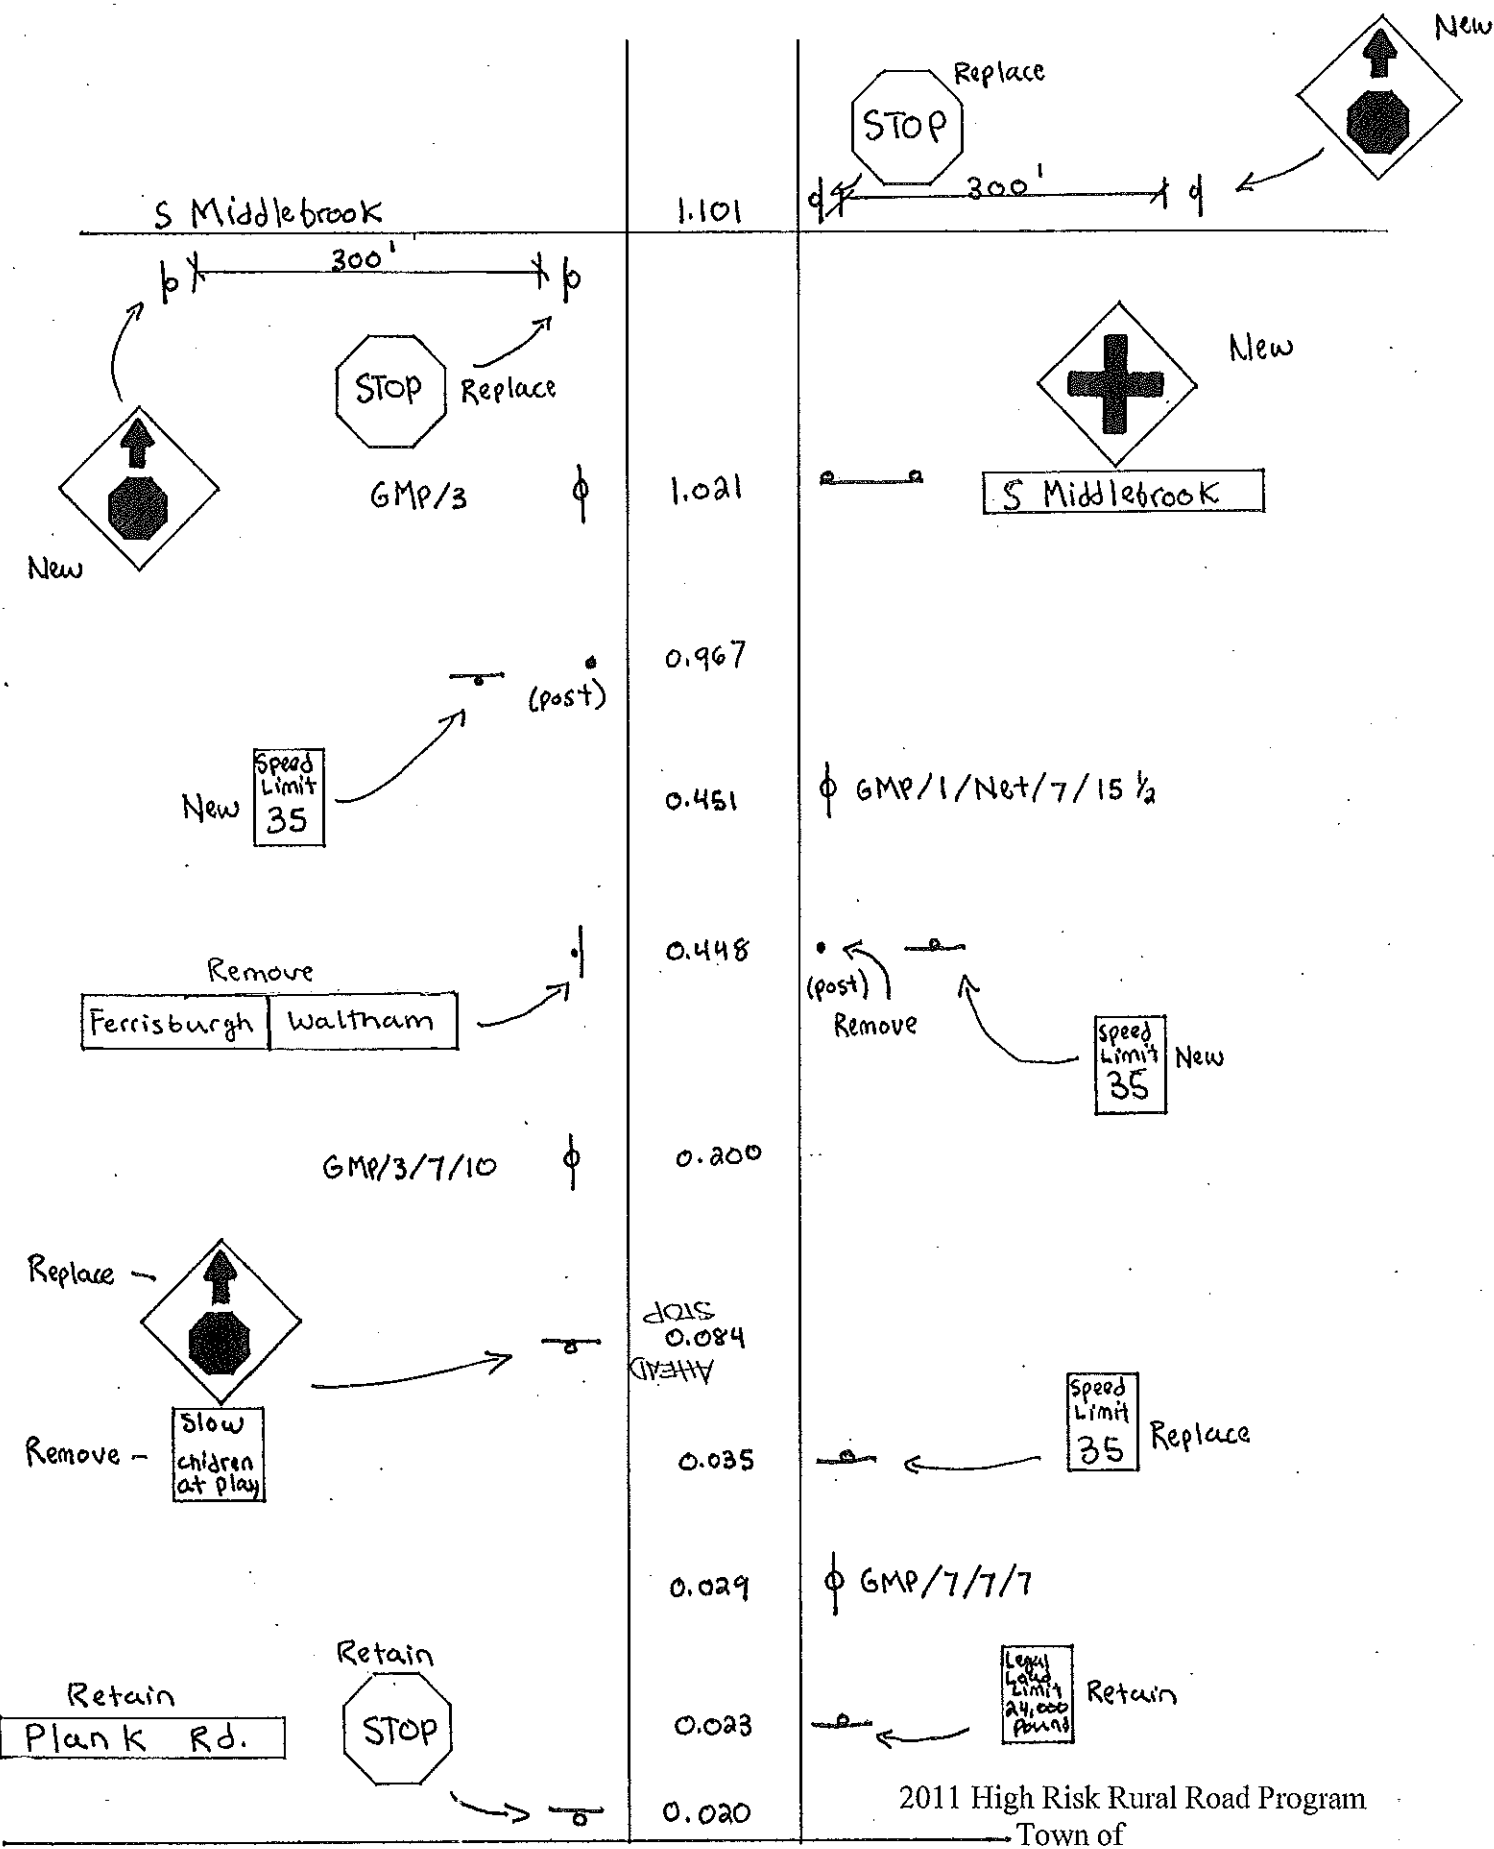 New
Replace
STOP
300'
S Middlebrook
1.101
300'
New
STOP
Replace
GMP/3
1.021
S Middlebrook
New
0.967
(post)
New
Speed
Limit
35
0.451
GMP/1/Net/7/15 ½
Remove
Ferrisburgh
Waltham
0.448
(post)
Remove
Speed
Limit
35
New
GMP/3/7/10
0.200
Replace
STOP
0.084
AHEAD
Remove
Slow
chidren
at play
0.035
Speed
Limit
35
Replace
0.029
GMP/7/7/7
Retain
Plank Rd.
Retain
STOP
0.023
Legal
Load
Limit
24,000
Pound
Retain
0.020
2011 High Risk Rural Road Program
Town of